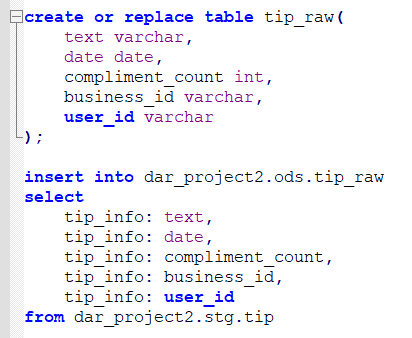 create or replace table tip_raw(
text varchar,
date date,
compliment_count int,
business_id varchar,
user_id varchar
);
insert into dar_project2.ods.tip_raw
select
tip_info: text,
tip_info: date,
tip_info: compliment_count,
tip_info: business_id,
tip_info: user_id
from dar_project2.stg.tip